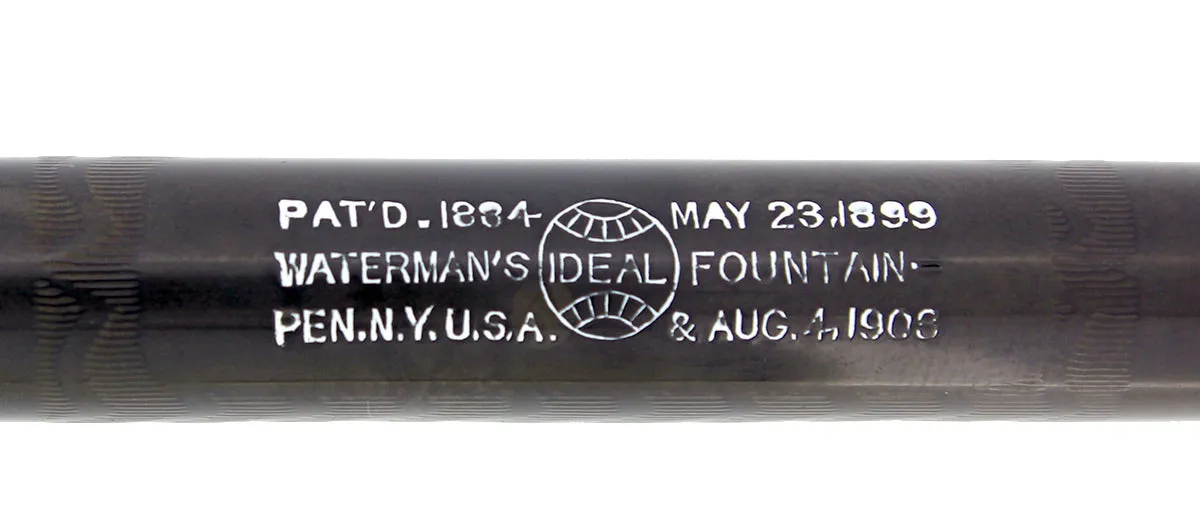 PAT'D. 1884 MAY 23, 1899
WATERMAN'S IDEAL FOUNTAIN-
PEN. N.Y. U.S.A. & AUG. 4, 1903